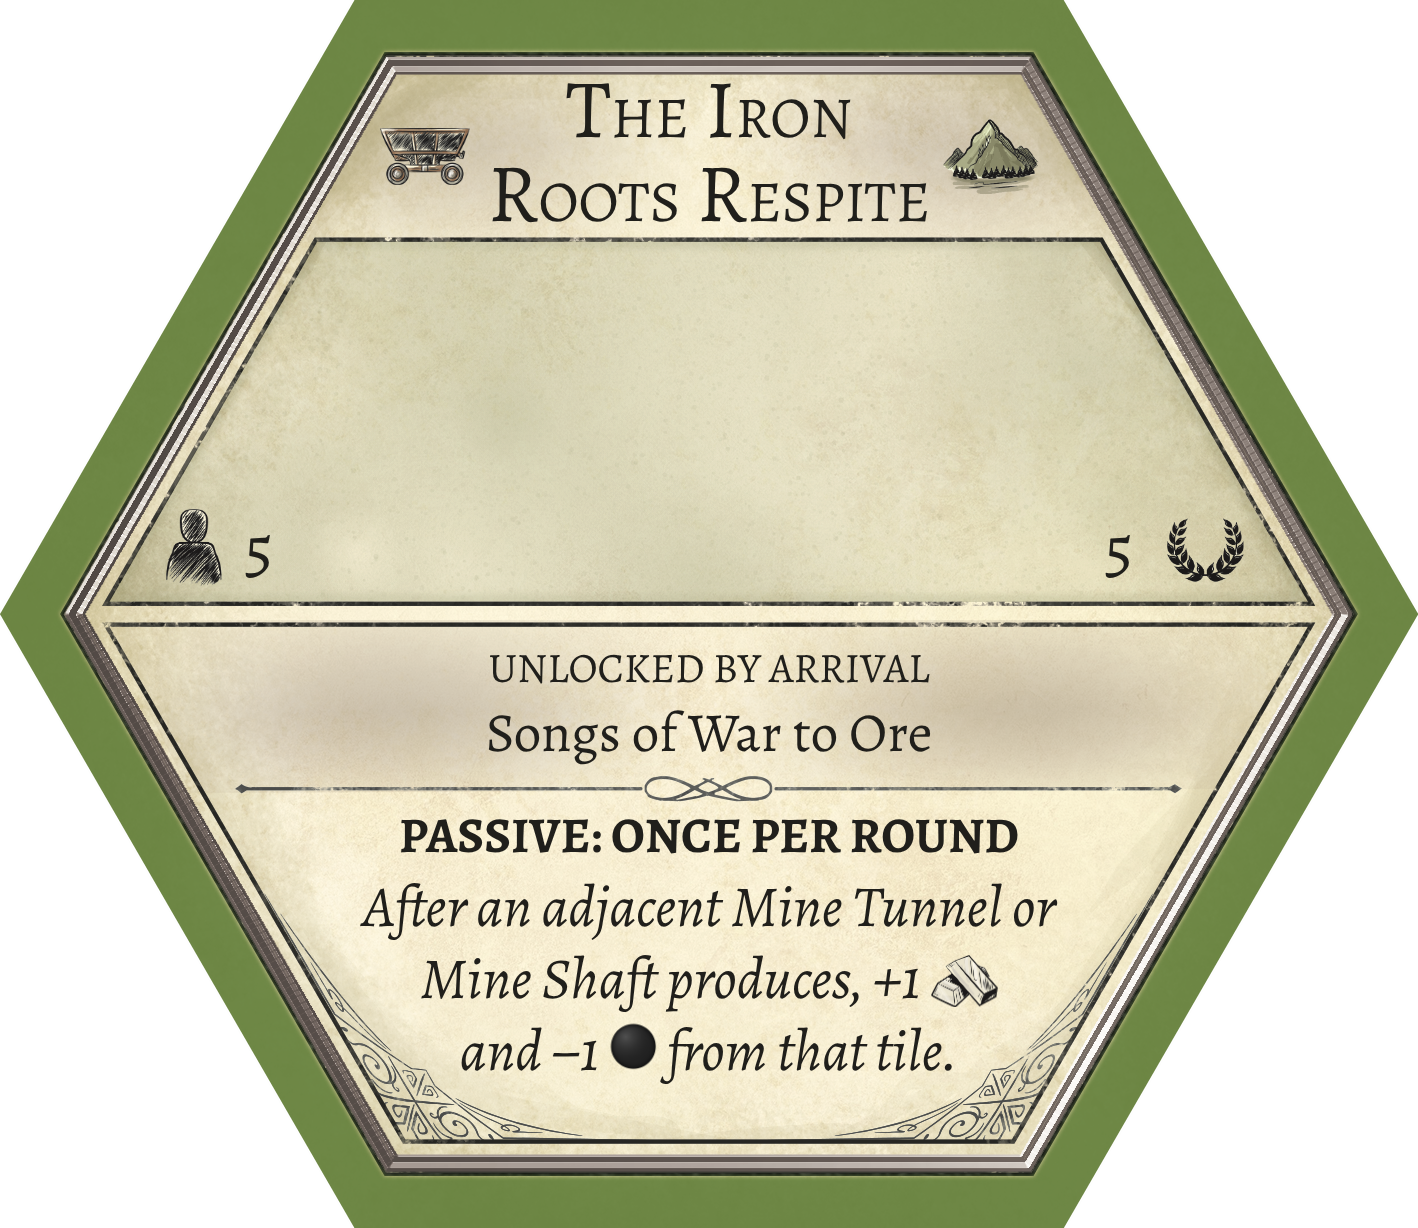 The Iron
Roots Respite
5
5
UNLOCKED BY ARRIVAL
Songs of War to Ore
PASSIVE: ONCE PER ROUND
After an adjacent Mine Tunnel or
Mine Shaft produces, +1
and –1 from that tile.